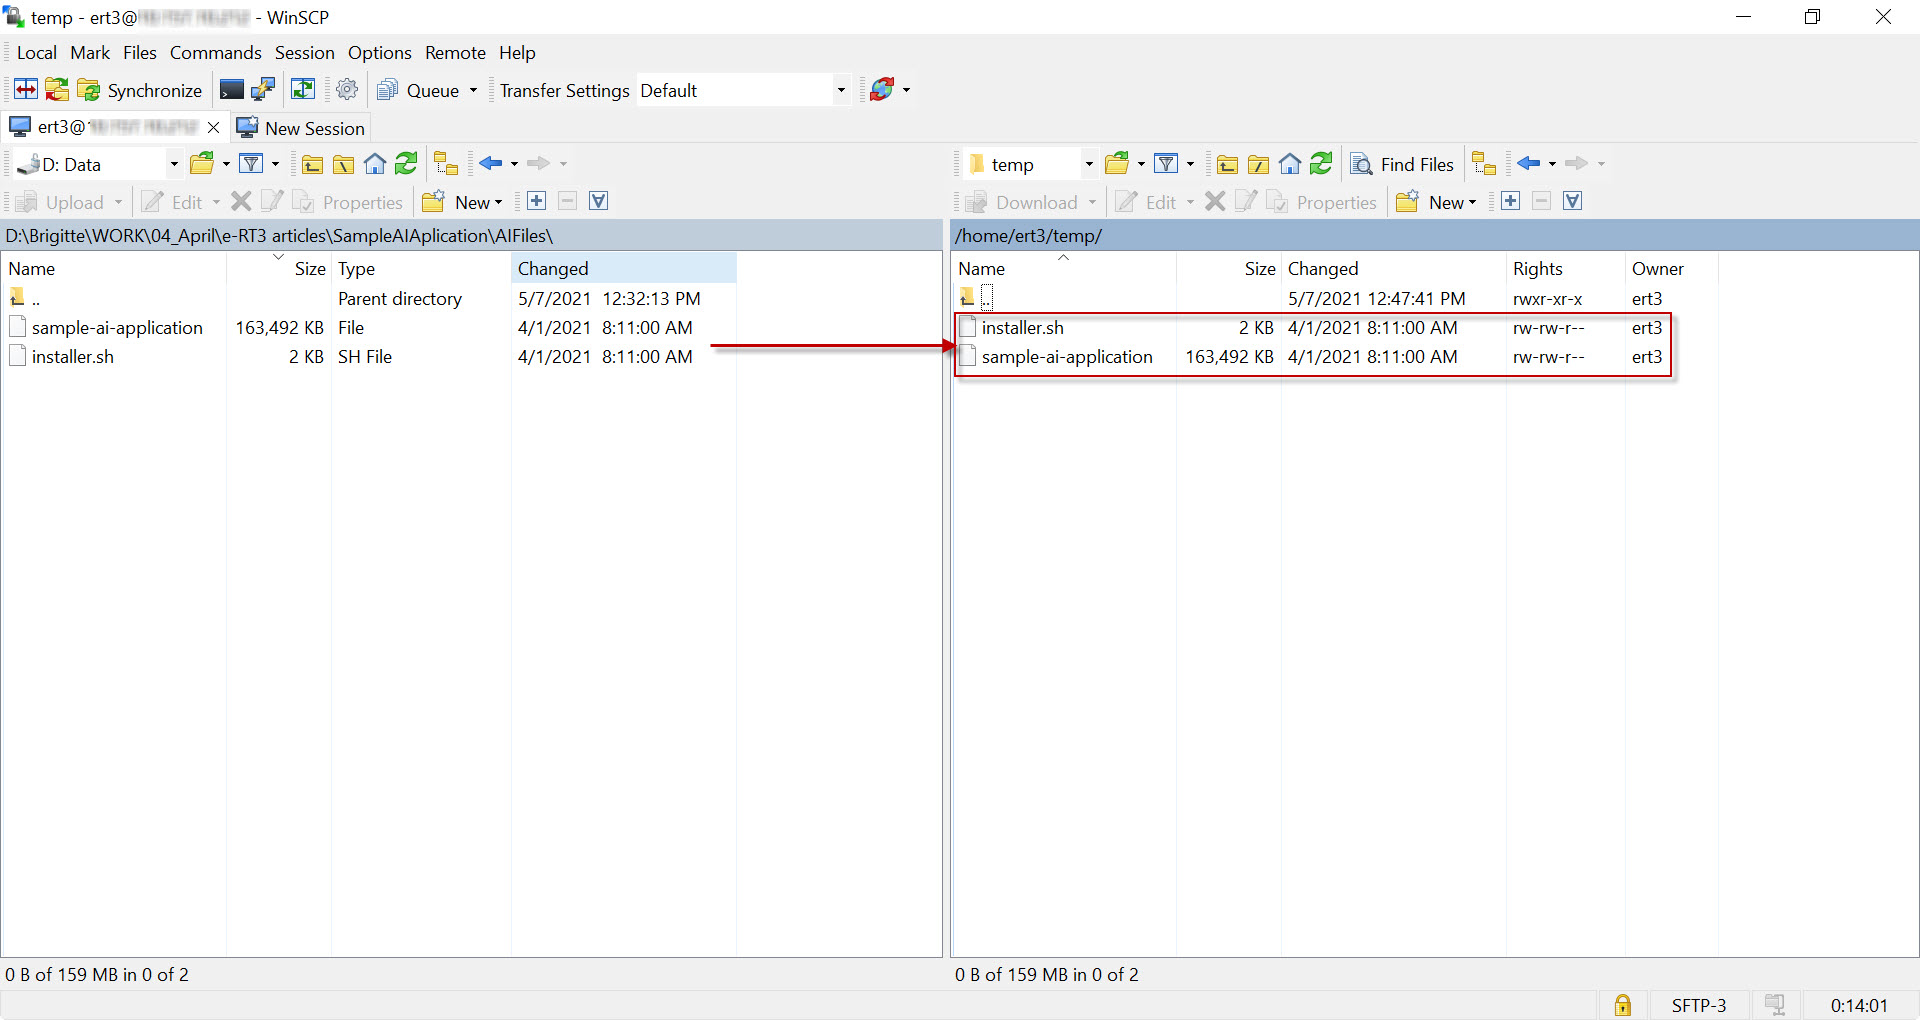 temp - ert3@ - WinSCP
Local Mark Files Commands Session Options Remote Help
Synchronize Queue Transfer Settings Default
ert3@ New Session
D: Data
temp Find Files
Upload Edit Properties New
Download Edit Properties New
D:\Brigitte\WORK\04_April\e-RT3 articles\SampleAIAplication\AIFiles\
Name Size Type Changed
.. Parent directory 5/7/2021 12:32:13 PM
sample-ai-application 163,492 KB File 4/1/2021 8:11:00 AM
installer.sh 2 KB SH File 4/1/2021 8:11:00 AM
0 B of 159 MB in 0 of 2
/home/ert3/temp/
Name Size Changed Rights Owner
.. 5/7/2021 12:47:41 PM rwxr-xr-x ert3
installer.sh 2 KB 4/1/2021 8:11:00 AM rw-rw-r-- ert3
sample-ai-application 163,492 KB 4/1/2021 8:11:00 AM rw-rw-r-- ert3
0 B of 159 MB in 0 of 2
SFTP-3 0:14:01